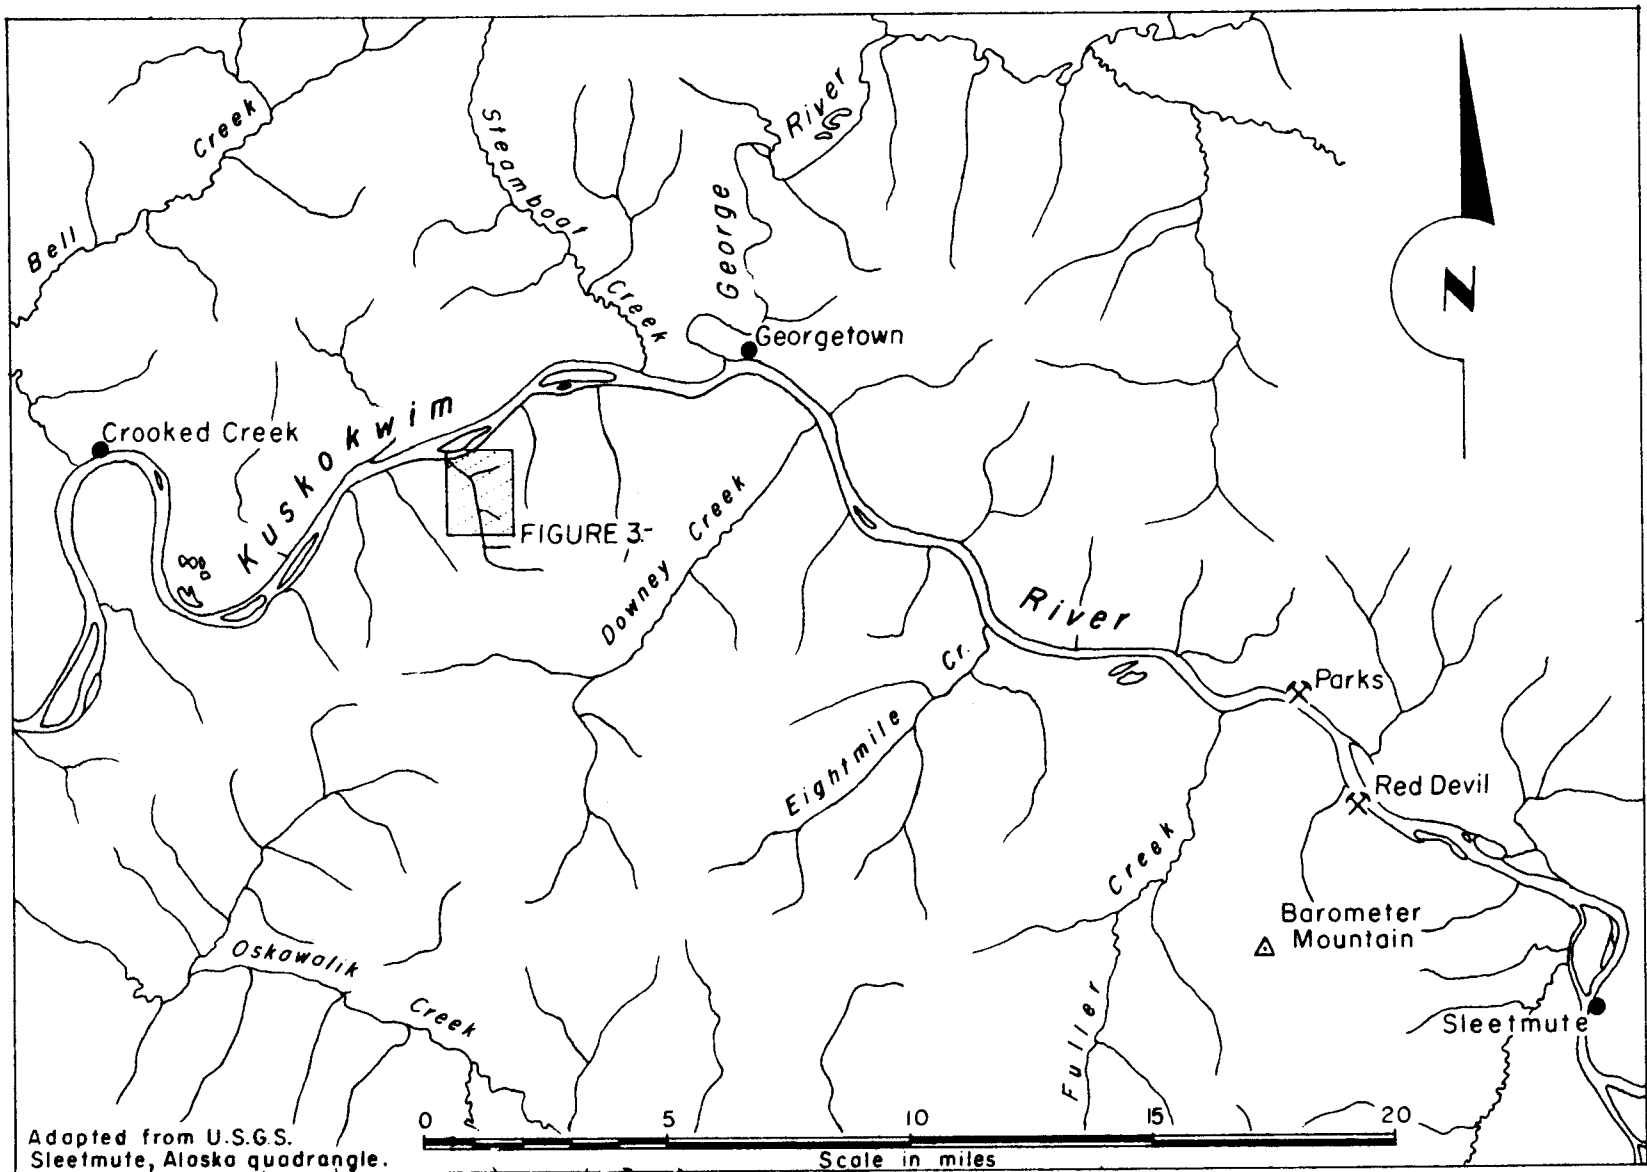 Bell
Creek
Steamboat
Creek
George
River
N
Georgetown
Crooked Creek
Kuskokwim
River
FIGURE 3-
Downey Creek
Eightmile Cr.
Parks
Red Devil
Fuller
Creek
Barometer
Mountain
Sleetmute
Oskawalik
Creek
0 5 10 15 20
Scale in miles
Adapted from U.S.G.S.
Sleetmute, Alaska quadrangle.